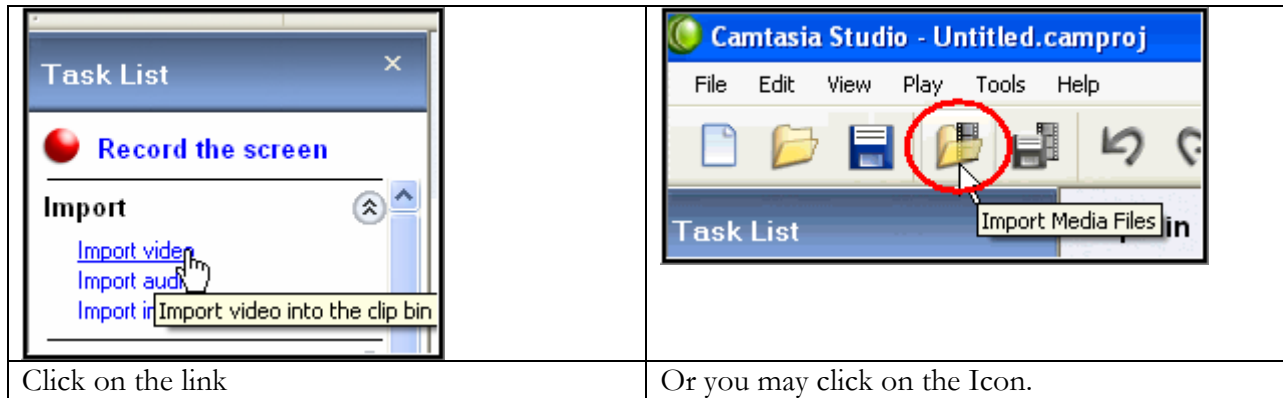 Task List
Record the screen
Import
Import video
Import audi
Import i
Import video into the clip bin
Click on the link
Camtasia Studio - Untitled.camproj
File Edit View Play Tools Help
Task List
Import Media Files
in
Or you may click on the Icon.